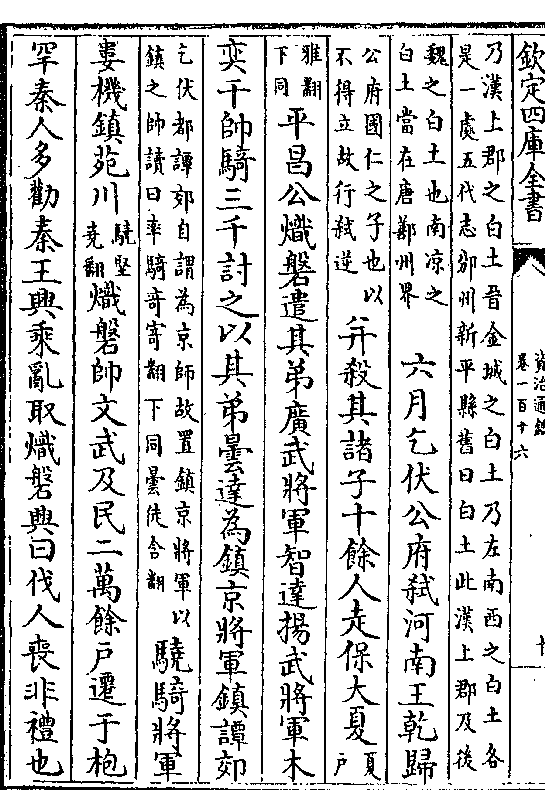 欽定四庫全書
資治通鑑
卷一百十六
十
乃漢上郡之白土晉金城之白土乃左南西之白土各
是一處五代志邠州新平縣舊曰白土此漢上郡及後
魏之白土也南涼之
白土當在唐鄯州界
六月乞伏公府弑河南王乾歸
公府國仁之子也以
不得立故行弑逆
并殺其諸子十餘人走保大夏
夏戶
雅翻
下同
平昌公熾磐遣其弟廣武將軍智達揚武將軍木
奕干帥騎三千討之以其弟曇達為鎮京將軍鎮譚郊
乞伏都譚郊自謂為京師故置鎮京將軍以
鎮之帥讀曰率騎奇寄翻下同曇徒含翻
驍騎將軍
婁機鎮苑川
驍堅
堯翻
熾磐帥文武及民二萬餘戶遷于枹
罕秦人多勸秦王興乘亂取熾磐興曰伐人喪非禮也